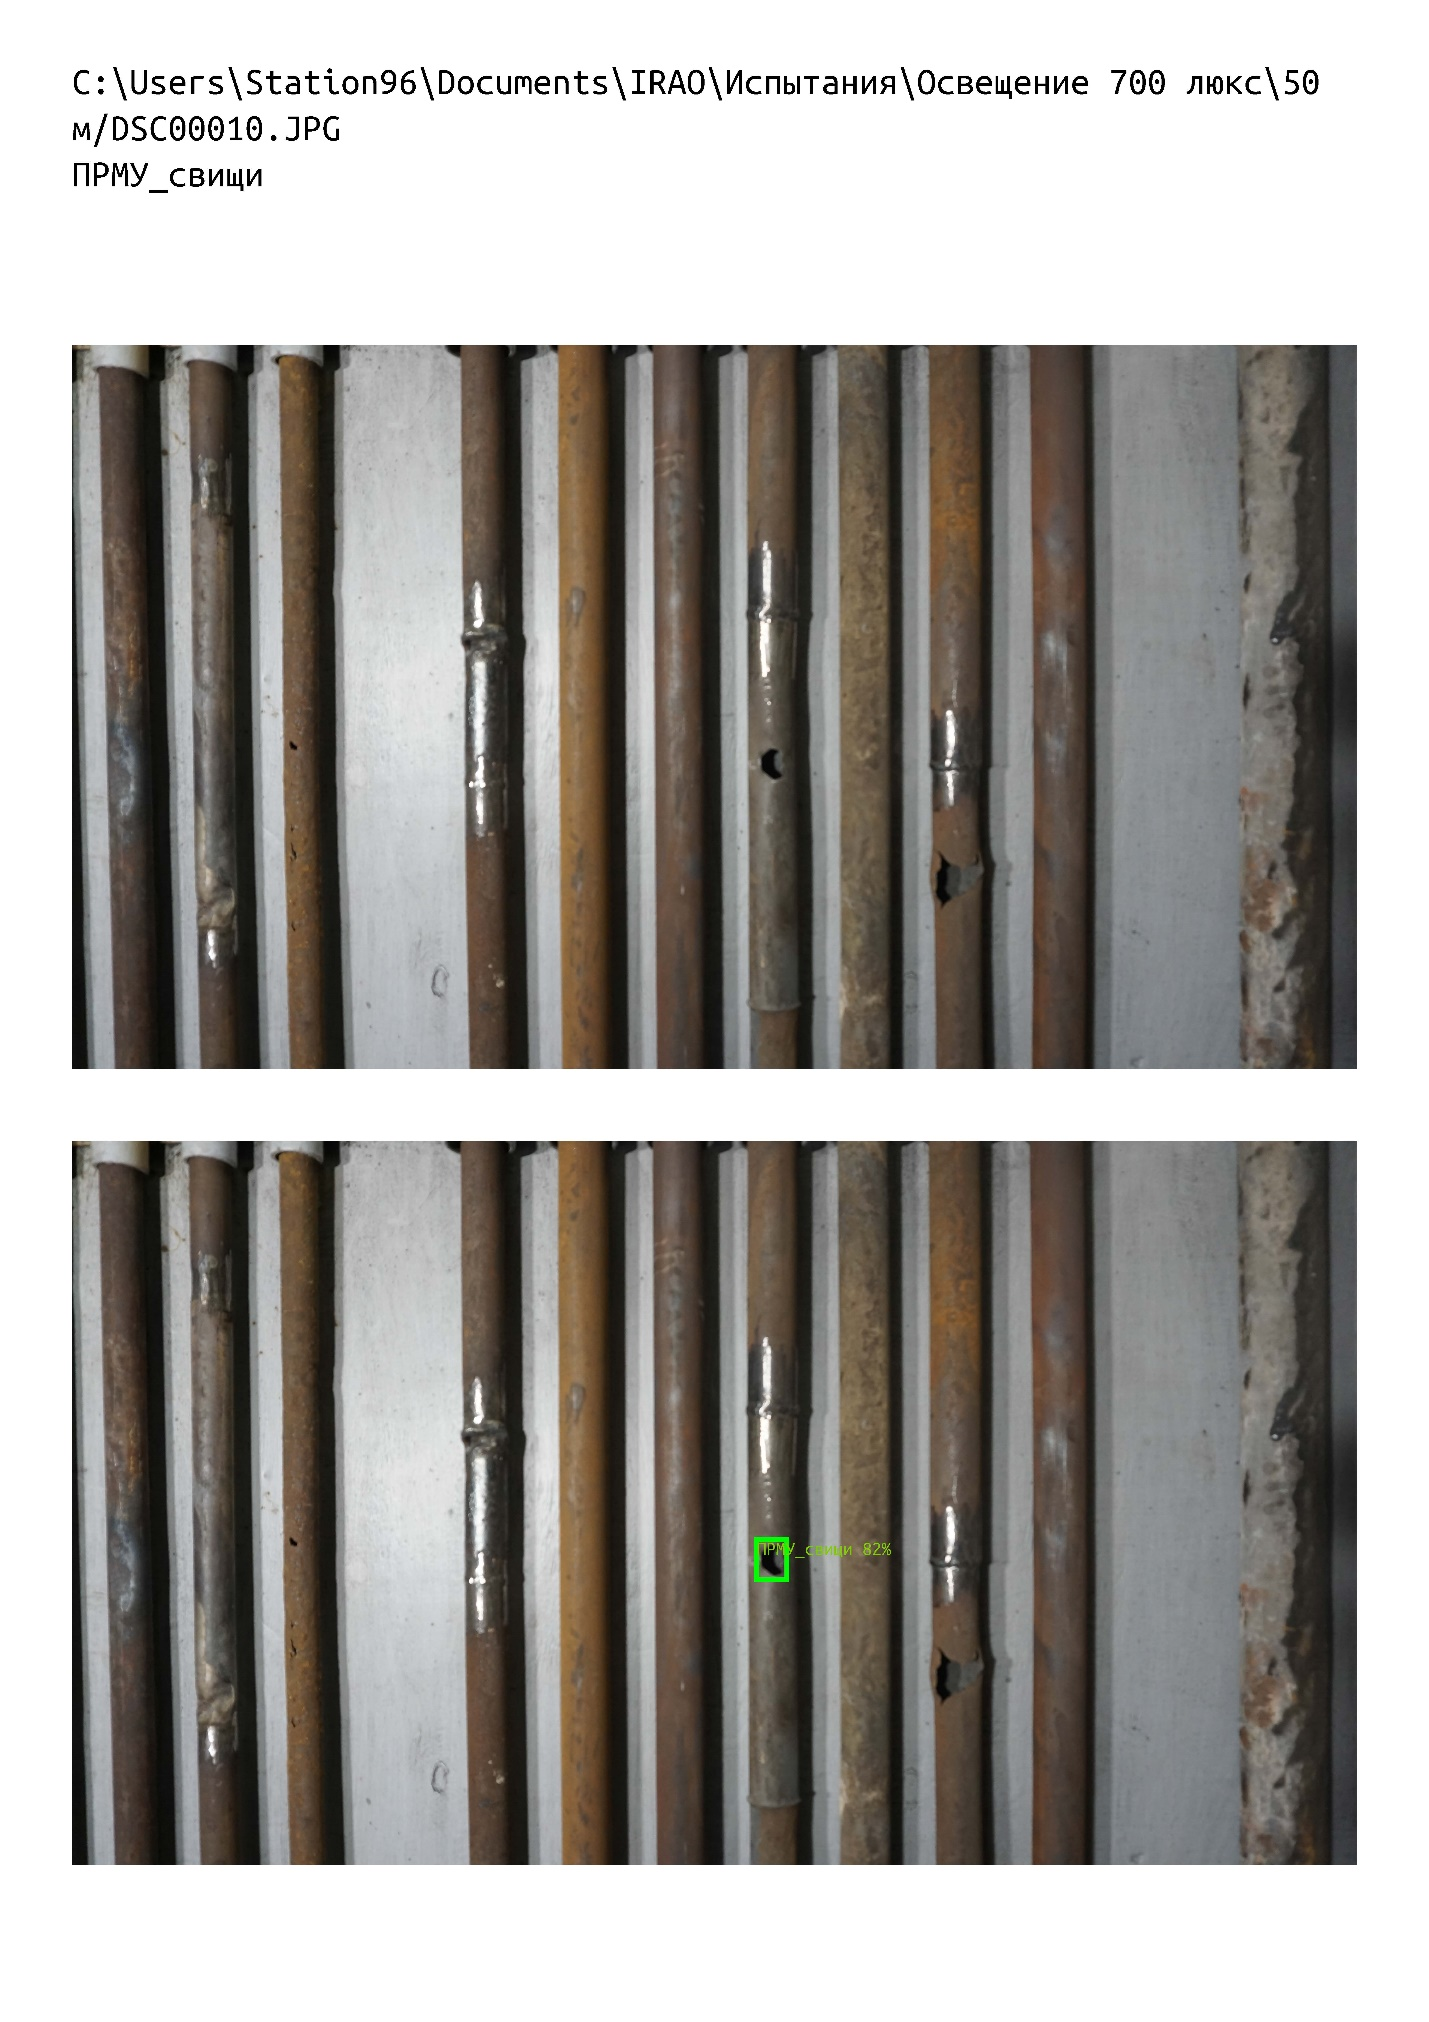 C:\Users\Station96\Documents\IRAO\Испытания\Освещение 700 люкс\50
м/DSC00010.JPG
ПРМУ_свищи
ПРМУ_свищи 82%